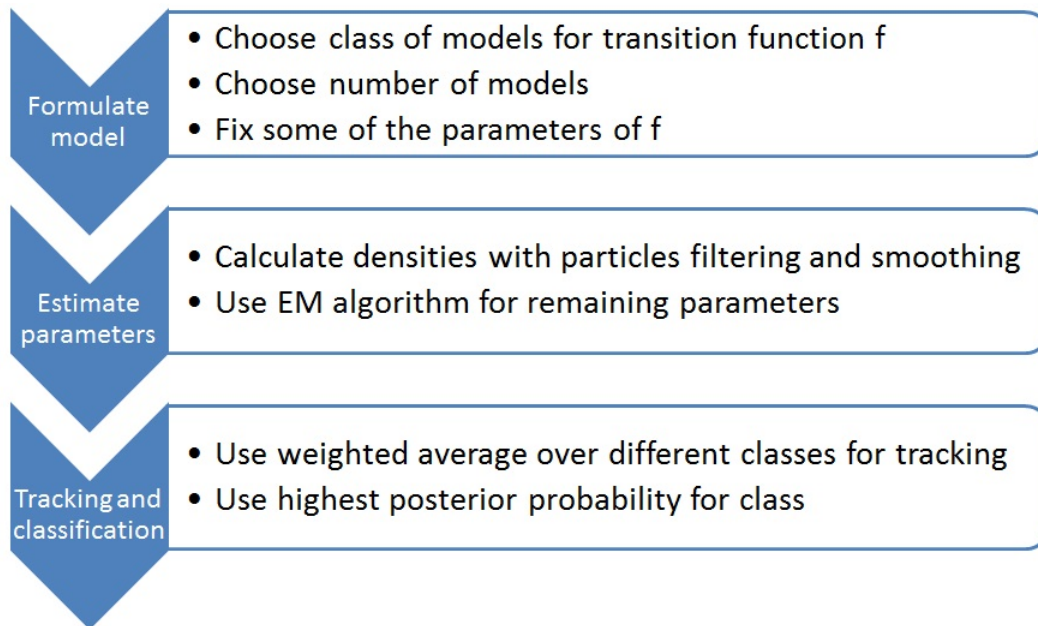 Formulate
model
• Choose class of models for transition function f
• Choose number of models
• Fix some of the parameters of f
Estimate
parameters
• Calculate densities with particles filtering and smoothing
• Use EM algorithm for remaining parameters
Tracking and
classification
• Use weighted average over different classes for tracking
• Use highest posterior probability for class